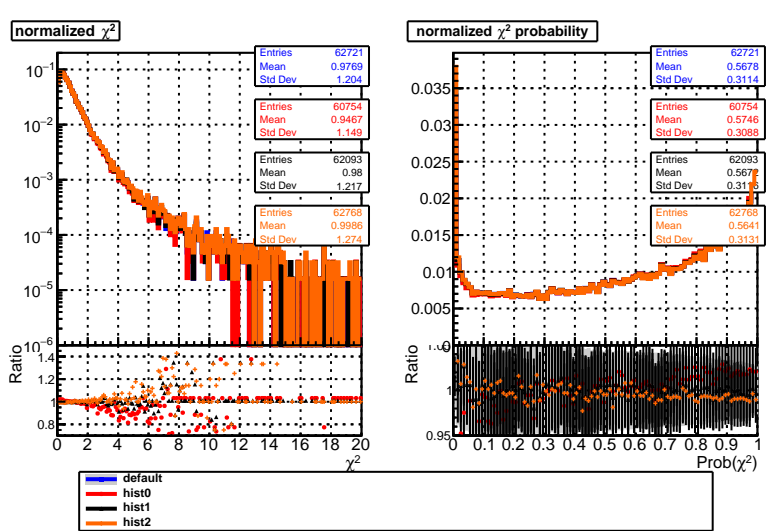 normalized χ²
normalized χ² probability
Entries 62721
Mean 0.9769
Std Dev 1.204
Entries 60754
Mean 0.9467
Std Dev 1.149
Entries 62093
Mean 0.98
Std Dev 1.217
Entries 62768
Mean 0.9986
Std Dev 1.274
10⁻¹
10⁻²
10⁻³
10⁻⁴
10⁻⁵
10⁻⁶
Ratio
1.4
1.2
1
0.8
0 2 4 6 8 10 12 14 16 18 20
χ²
Entries 62721
Mean 0.5678
Std Dev 0.3114
Entries 60754
Mean 0.5746
Std Dev 0.3088
Entries 62093
Mean
Std Dev
Entries 62768
Mean 0.5641
Std Dev 0.3131
0.035
0.03
0.025
0.02
0.015
0.01
0.005
Ratio
1
0.95
0 0.1 0.2 0.3 0.4 0.5 0.6 0.7 0.8 0.9 1
Prob(χ²)
default
hist0
hist1
hist2